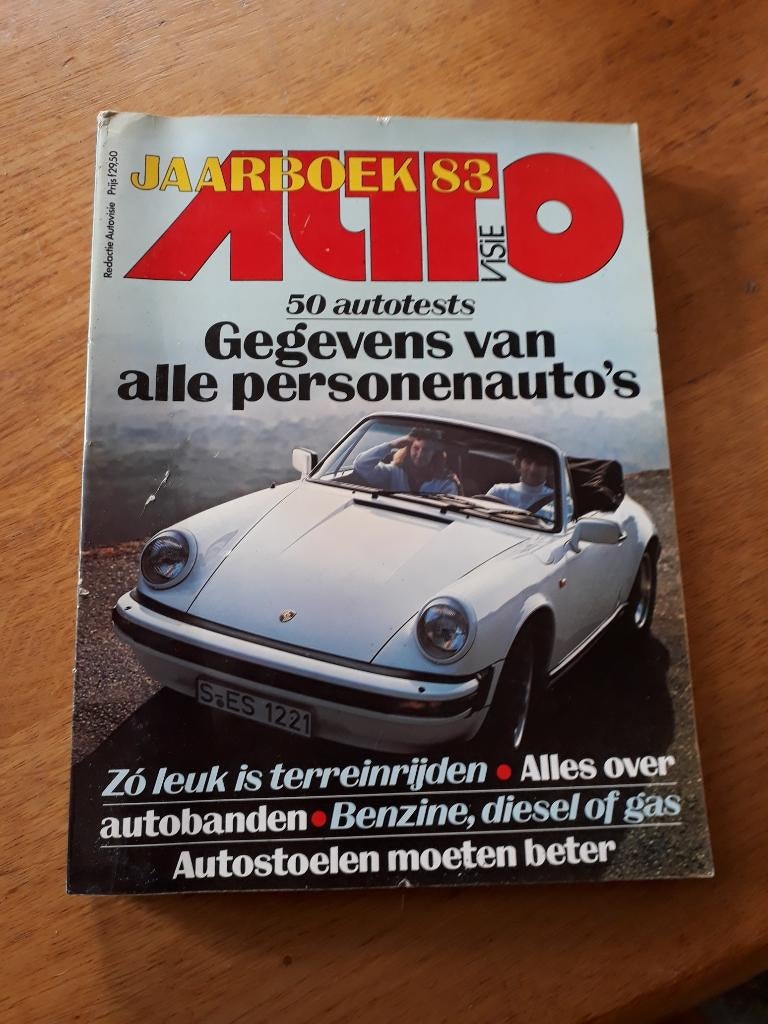 Redactie Autovisie Prijs f 29,50
JAARBOEK 83
AUTO
VISIE
50 autotests
Gegevens van
alle personenauto's
S-ES 1221
Zó leuk is terreinrijden • Alles over
autobanden • Benzine, diesel of gas
Autostoelen moeten beter